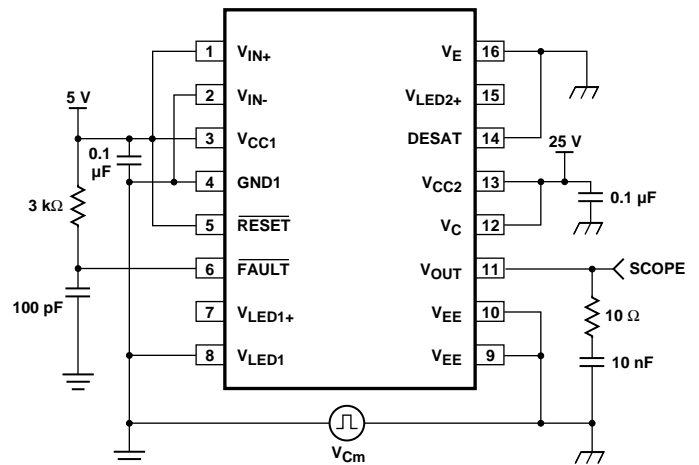 1 V_IN+
2 V_IN-
3 V_CC1
4 GND1
5 RESET
6 FAULT
7 V_LED1+
8 V_LED1
V_E 16
V_LED2+ 15
DESAT 14
V_CC2 13
V_C 12
V_OUT 11
V_EE 10
V_EE 9
5 V
0.1
µF
3 kΩ
100 pF
25 V
0.1 µF
SCOPE
10 Ω
10 nF
V_Cm